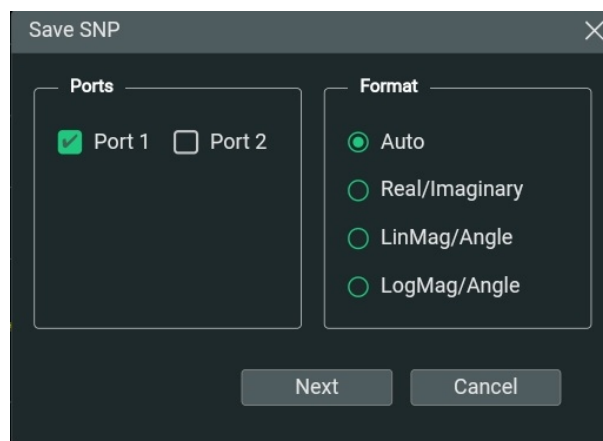 Save SNP
Ports
Port 1
Port 2
Format
Auto
Real/Imaginary
LinMag/Angle
LogMag/Angle
Next
Cancel